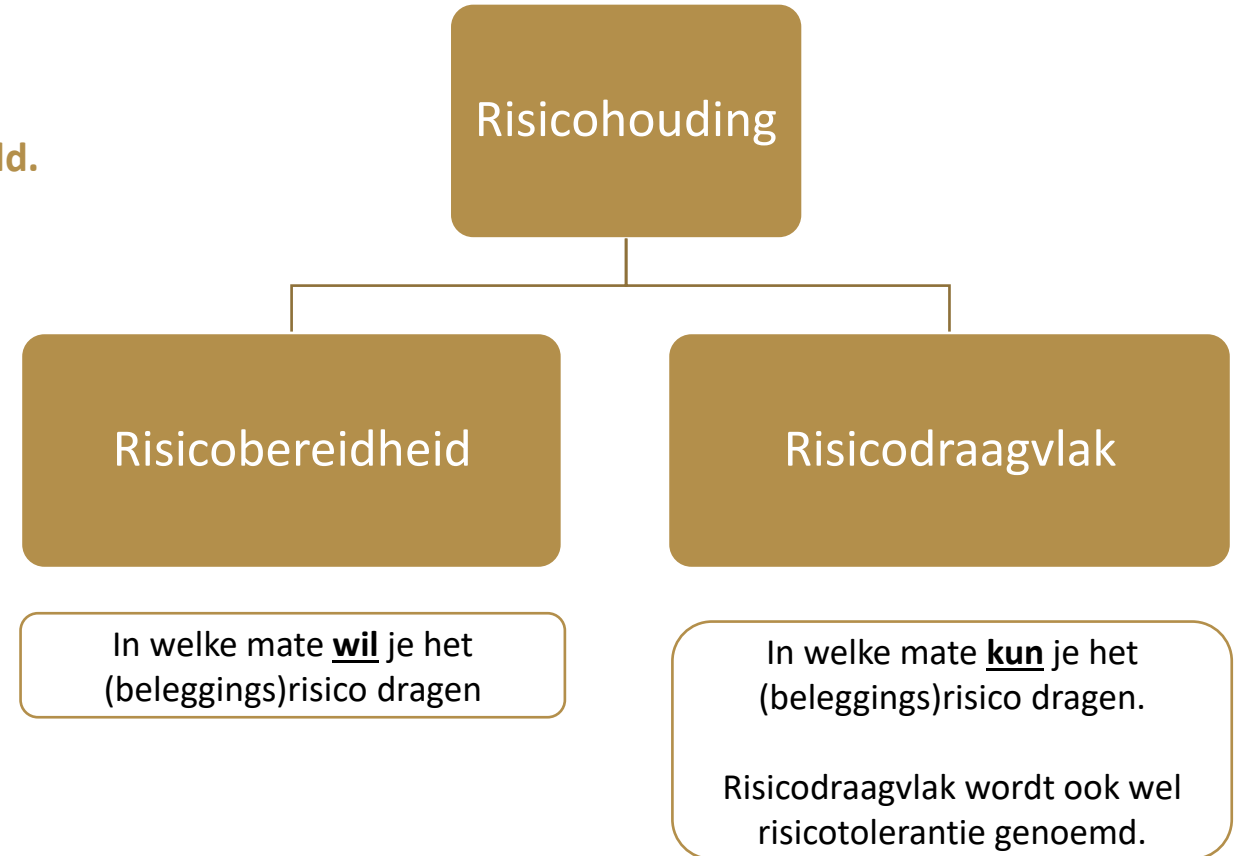 Risicohouding
ld.
Risicobereidheid
Risicodraagvlak
In welke mate wil je het
(beleggings)risico dragen
In welke mate kun je het
(beleggings)risico dragen.
Risicodraagvlak wordt ook wel
risicotolerantie genoemd.